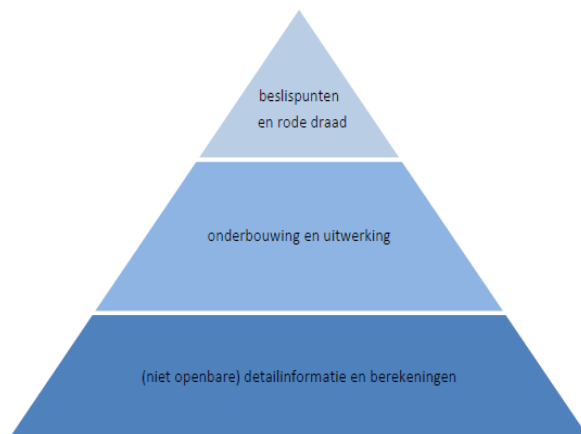 beslispunten
en rode draad
onderbouwing en uitwerking
(niet openbare) detailinformatie en berekeningen